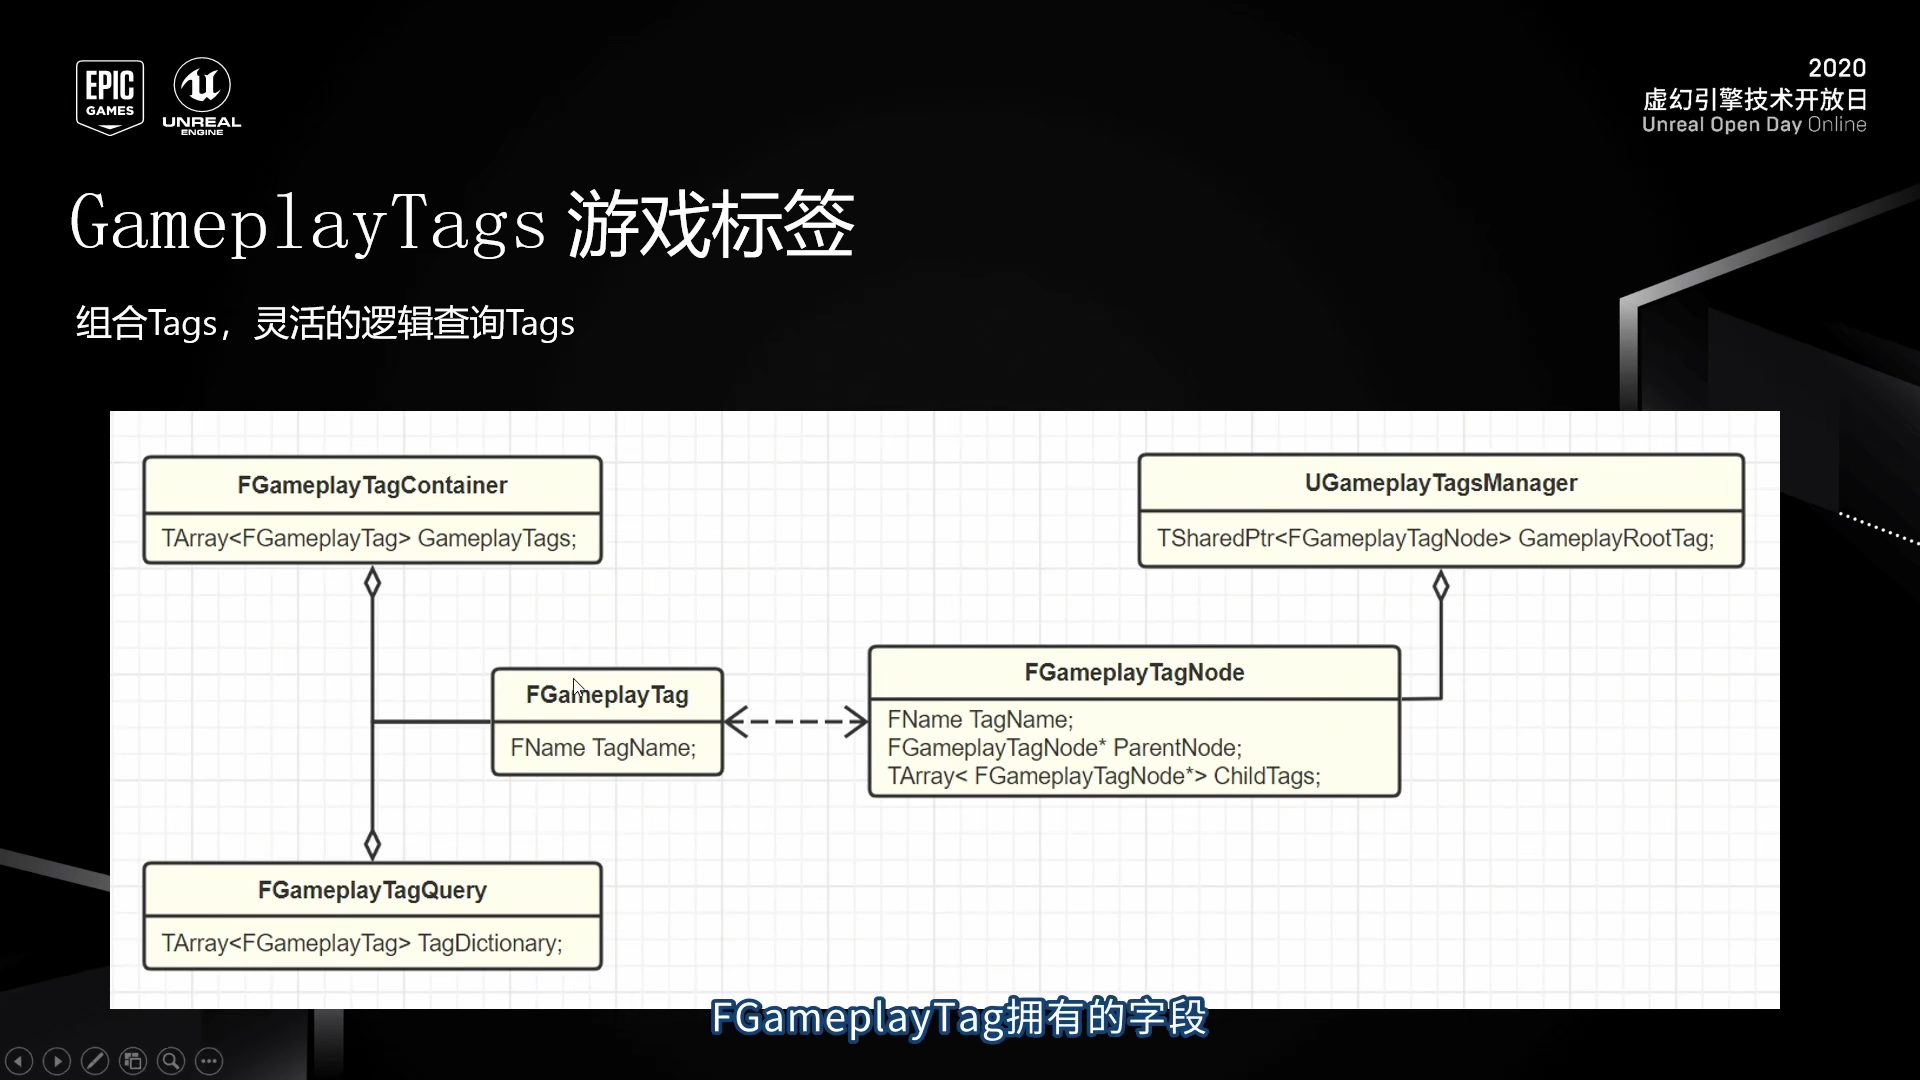 EPIC
GAMES
UNREAL
ENGINE
2020
虚幻引擎技术开放日
Unreal Open Day Online
GameplayTags 游戏标签
组合Tags，灵活的逻辑查询Tags
FGameplayTagContainer
TArray<FGameplayTag> GameplayTags;
UGameplayTagsManager
TSharedPtr<FGameplayTagNode> GameplayRootTag;
FGameplayTag
FName TagName;
FGameplayTagNode
FName TagName;
FGameplayTagNode* ParentNode;
TArray< FGameplayTagNode*> ChildTags;
FGameplayTagQuery
TArray<FGameplayTag> TagDictionary;
FGameplayTag拥有的字段